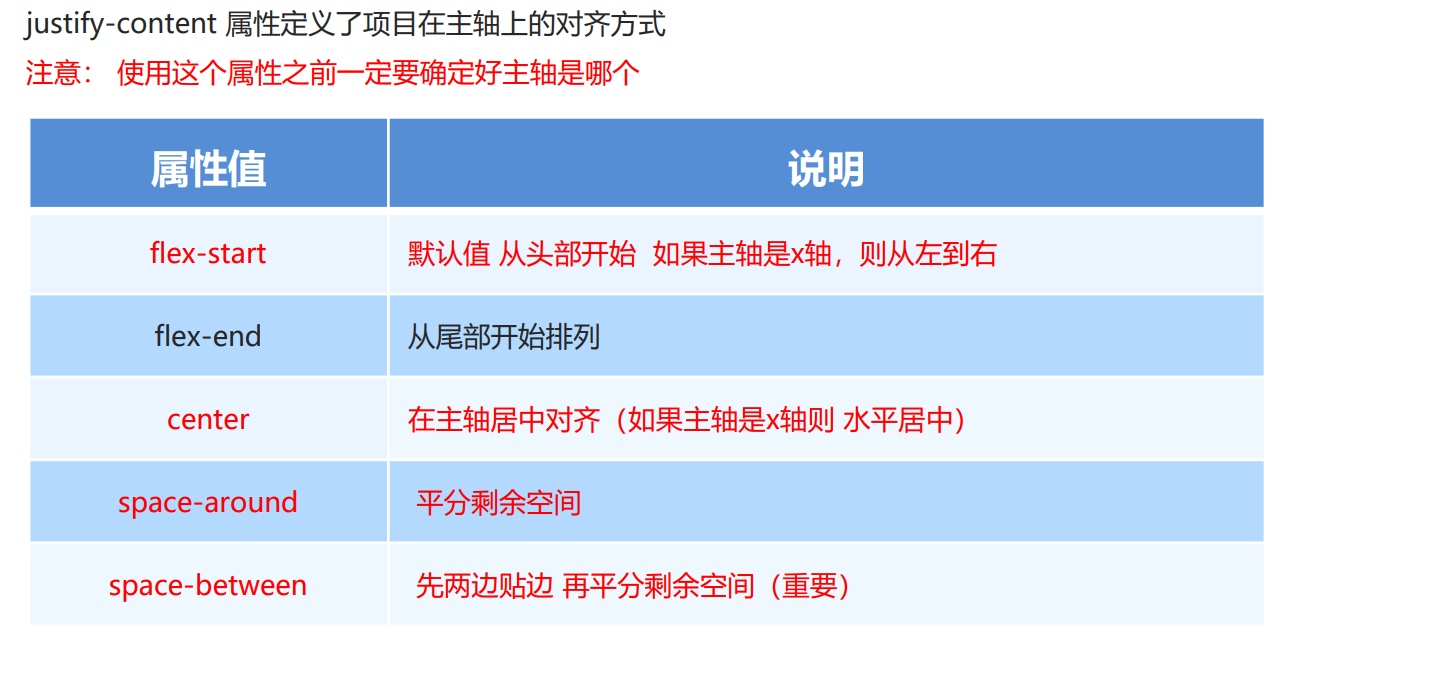 justify-content 属性定义了项目在主轴上的对齐方式
注意： 使用这个属性之前一定要确定好主轴是哪个
属性值 说明
flex-start 默认值 从头部开始 如果主轴是x轴，则从左到右
flex-end 从尾部开始排列
center 在主轴居中对齐（如果主轴是x轴则 水平居中）
space-around 平分剩余空间
space-between 先两边贴边 再平分剩余空间（重要）